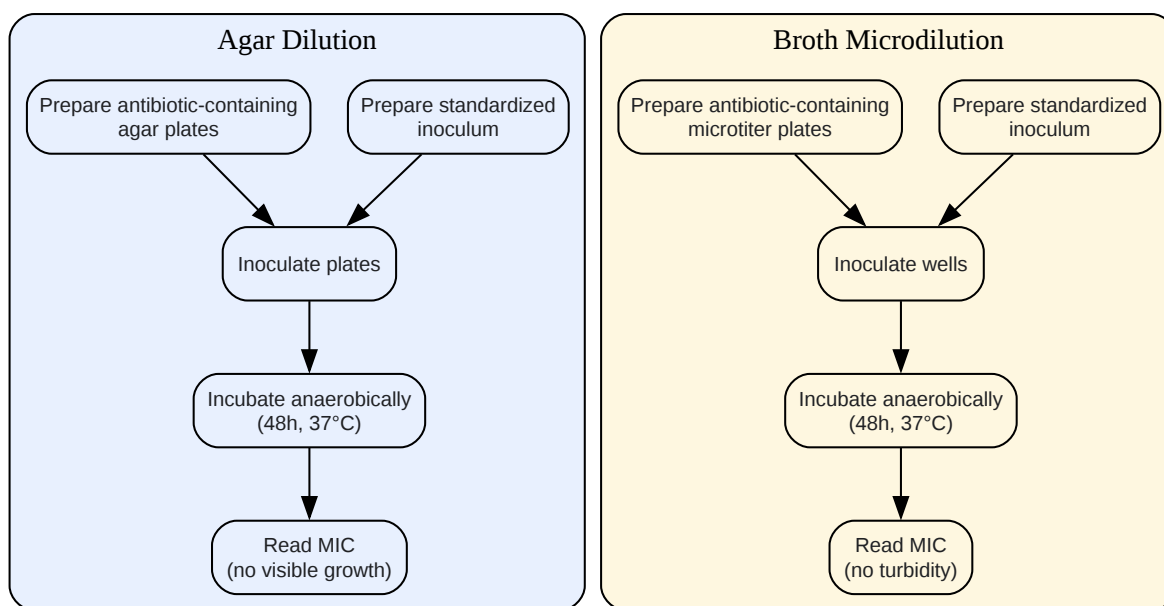 Agar Dilution
Prepare antibiotic-containing
agar plates
Prepare standardized
inoculum
Inoculate plates
Incubate anaerobically
(48h, 37°C)
Read MIC
(no visible growth)
Broth Microdilution
Prepare antibiotic-containing
microtiter plates
Prepare standardized
inoculum
Inoculate wells
Incubate anaerobically
(48h, 37°C)
Read MIC
(no turbidity)